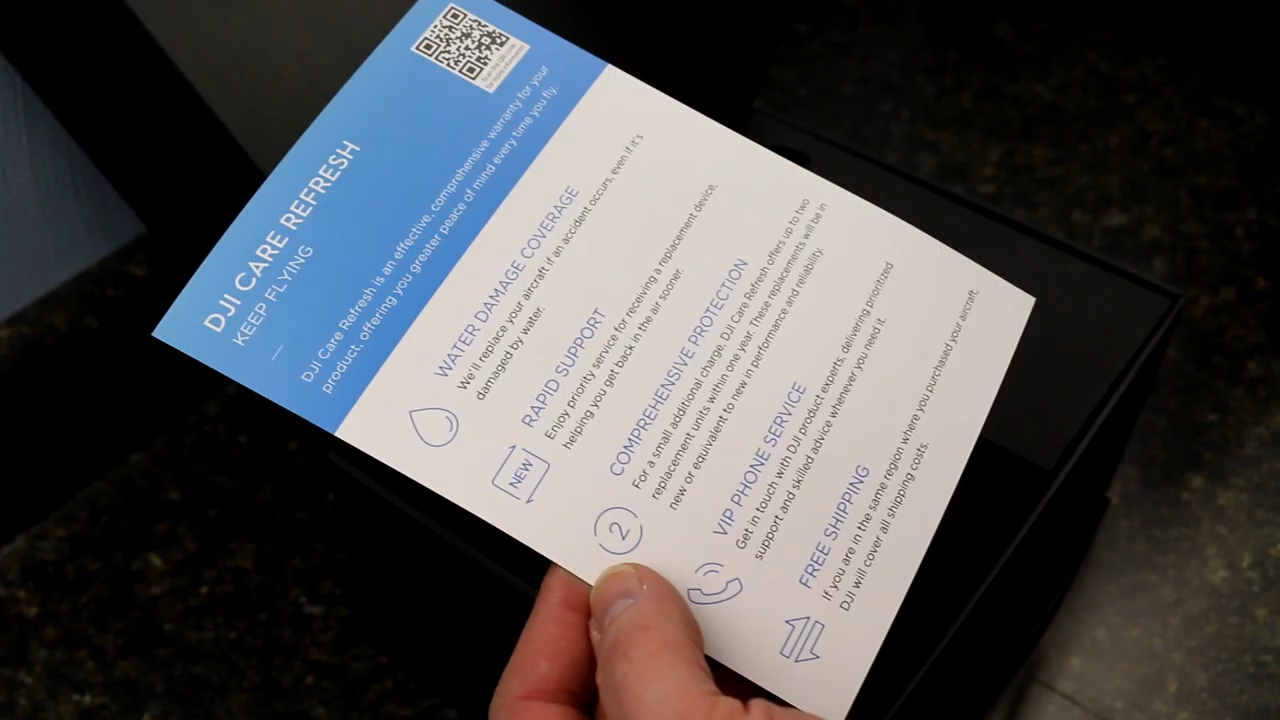 Scan the QR code
for more information
DJI CARE REFRESH
KEEP FLYING
DJI Care Refresh is an effective, comprehensive warranty for your
product, offering you greater peace of mind every time you fly.
WATER DAMAGE COVERAGE
We'll replace your aircraft if an accident occurs, even if it's
damaged by water.
NEW
RAPID SUPPORT
Enjoy priority service for receiving a replacement device,
helping you get back in the air sooner.
2
COMPREHENSIVE PROTECTION
For a small additional charge, DJI Care Refresh offers up to two
replacement units within one year. These replacements will be in
new or equivalent to new in performance and reliability.
VIP PHONE SERVICE
Get in touch with DJI product experts, delivering prioritized
support and skilled advice whenever you need it.
FREE SHIPPING
If you are in the same region where you purchased your aircraft,
DJI will cover all shipping costs.